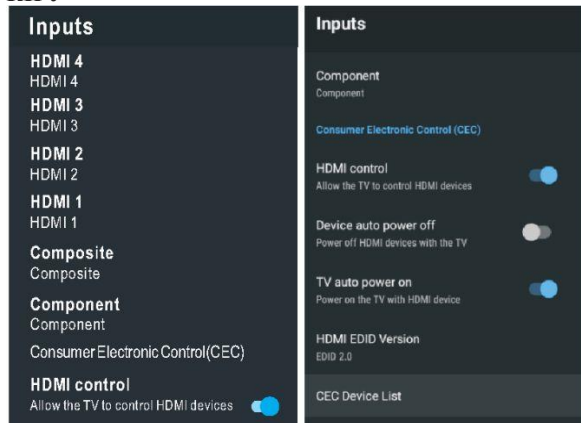 Inputs
HDMI 4
HDMI 4
HDMI 3
HDMI 3
HDMI 2
HDMI 2
HDMI 1
HDMI 1
Composite
Composite
Component
Component
Consumer Electronic Control(CEC)
HDMI control
Allow the TV to control HDMI devices
Inputs
Component
Component
Consumer Electronic Control (CEC)
HDMI control
Allow the TV to control HDMI devices
Device auto power off
Power off HDMI devices with the TV
TV auto power on
Power on the TV with HDMI device
HDMI EDID Version
EDID 2.0
CEC Device List